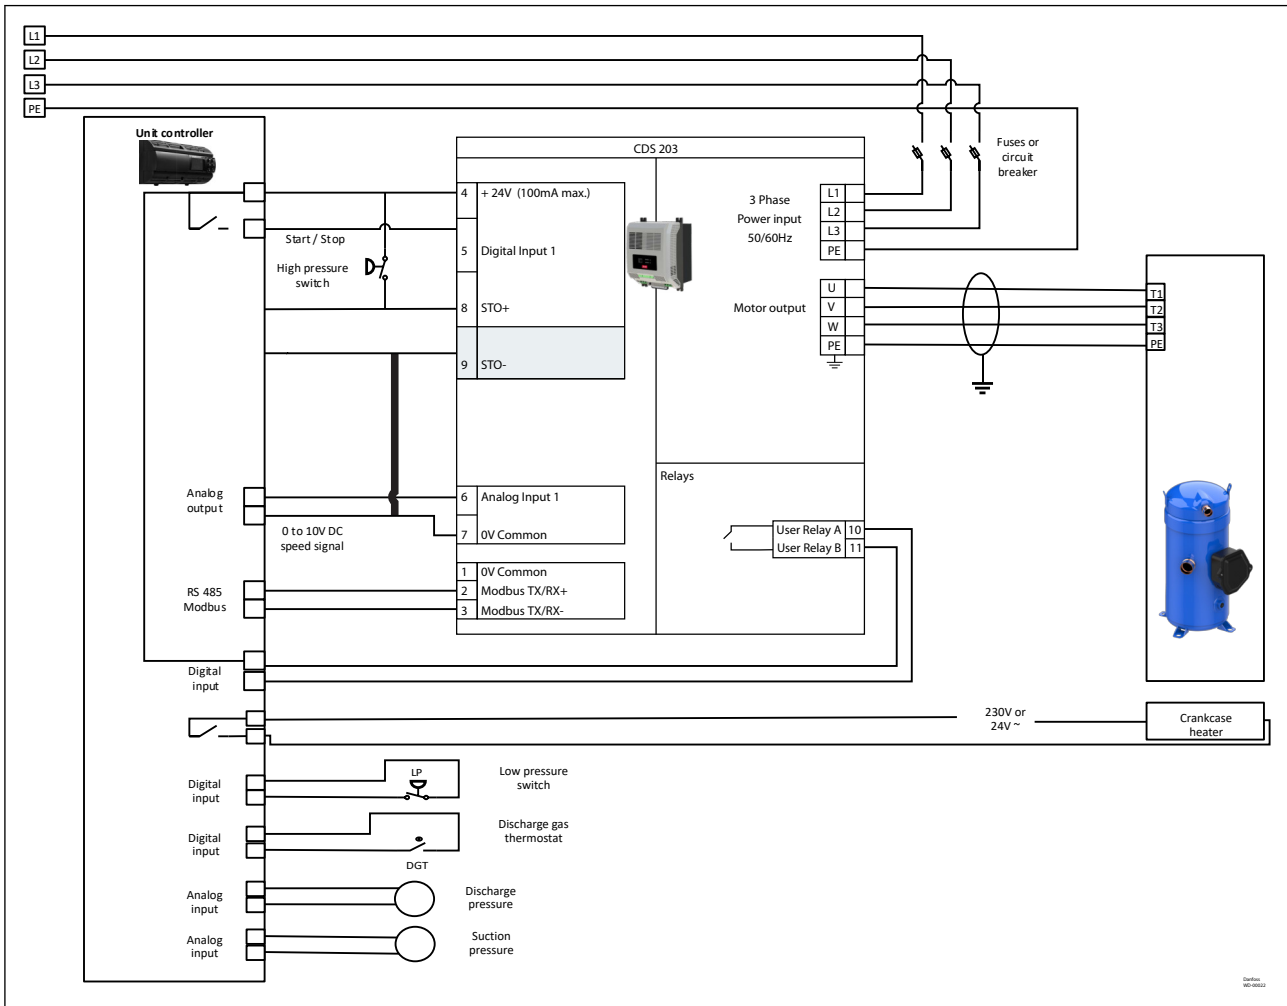 L1
L2
L3
PE
Unit controller
CDS 203
4 + 24V (100mA max.)
5 Digital Input 1
8 STO+
9 STO-
Start / Stop
High pressure
switch
3 Phase
Power input
50/60Hz
L1
L2
L3
PE
Fuses or
circuit
breaker
Motor output
U
V
W
PE
T1
T2
T3
PE
Relays
Analog
output
0 to 10V DC
speed signal
6 Analog Input 1
7 0V Common
User Relay A 10
User Relay B 11
RS 485
Modbus
1 0V Common
2 Modbus TX/RX+
3 Modbus TX/RX-
Digital
input
230V or
24V ~
Crankcase
heater
Digital
input
LP
Low pressure
switch
Digital
input
DGT
Discharge gas
thermostat
Analog
input
Discharge
pressure
Analog
input
Suction
pressure
Danfoss
WD-00022